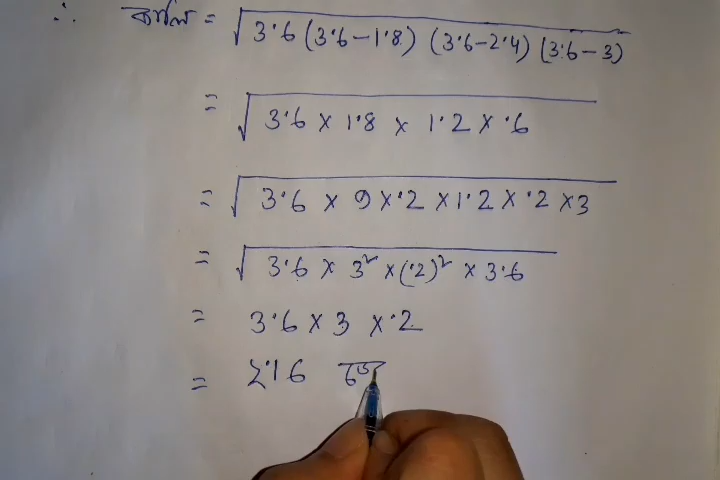 ∴ কালি = √3.6 (3.6-1.8) (3.6-2.4) (3.6-3)
= √3.6 × 1.8 × 1.2 × .6
= √3.6 × 9 × .2 × 1.2 × .2 × 3
= √3.6 × 3² × (.2)² × 3.6
= 3.6 × 3 × .2
= 2.16